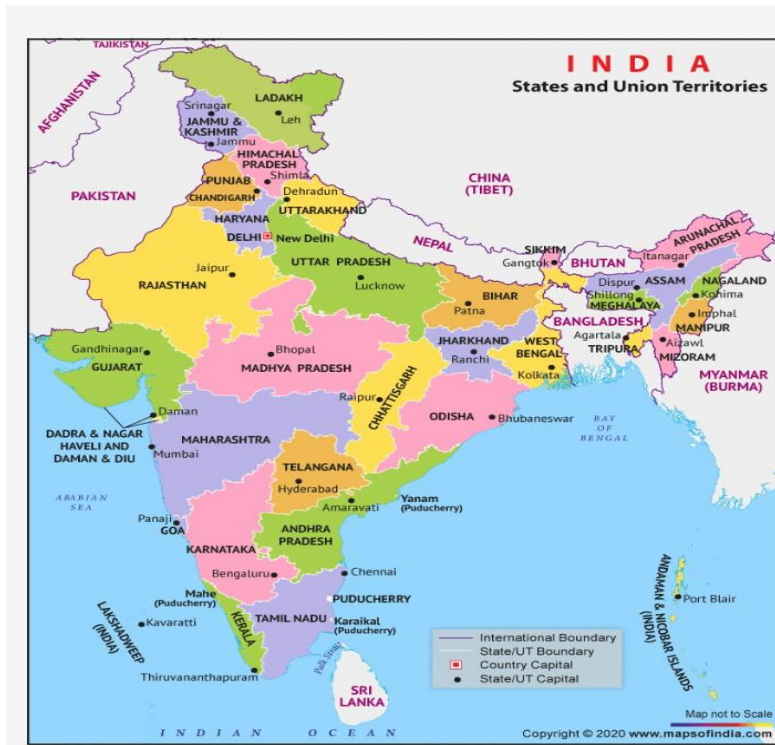 INDIA
States and Union Territories
TAJIKISTAN
AFGHANISTAN
PAKISTAN
CHINA
(TIBET)
NEPAL
BHUTAN
BANGLADESH
MYANMAR
(BURMA)
SRI
LANKA
LADAKH
Leh
Srinagar
JAMMU &
KASHMIR
Jammu
HIMACHAL
PRADESH
Shimla
PUNJAB
CHANDIGARH
Dehradun
UTTARAKHAND
HARYANA
DELHI
New Delhi
UTTAR PRADESH
Lucknow
Jaipur
RAJASTHAN
BIHAR
Patna
SIKKIM
Gangtok
ARUNACHAL
PRADESH
Itanagar
ASSAM
Dispur
NAGALAND
Kohima
Shillong
MEGHALAYA
Imphal
MANIPUR
Agartala
TRIPURA
Aizawl
MIZORAM
WEST
BENGAL
Kolkata
JHARKHAND
Ranchi
Gandhinagar
GUJARAT
Bhopal
MADHYA PRADESH
Raipur
CHHATTISGARH
ODISHA
Bhubaneswar
Daman
DADRA & NAGAR
HAVELI AND
DAMAN & DIU
MAHARASHTRA
Mumbai
TELANGANA
Hyderabad
Amaravati
Yanam
(Puducherry)
ANDHRA
PRADESH
Panaji
GOA
KARNATAKA
Bengaluru
Chennai
Mahe
(Puducherry)
PUDUCHERRY
TAMIL NADU
Karaikal
(Puducherry)
KERALA
Thiruvananthapuram
Kavaratti
LAKSHADWEEP
(INDIA)
Palk Strait
Port Blair
ANDAMAN & NICOBAR ISLANDS
(INDIA)
ARABIAN
SEA
BAY
OF
BENGAL
INDIAN OCEAN
International Boundary
State/UT Boundary
Country Capital
State/UT Capital
Map not to Scale
Copyright © 2020 www.mapsofindia.com